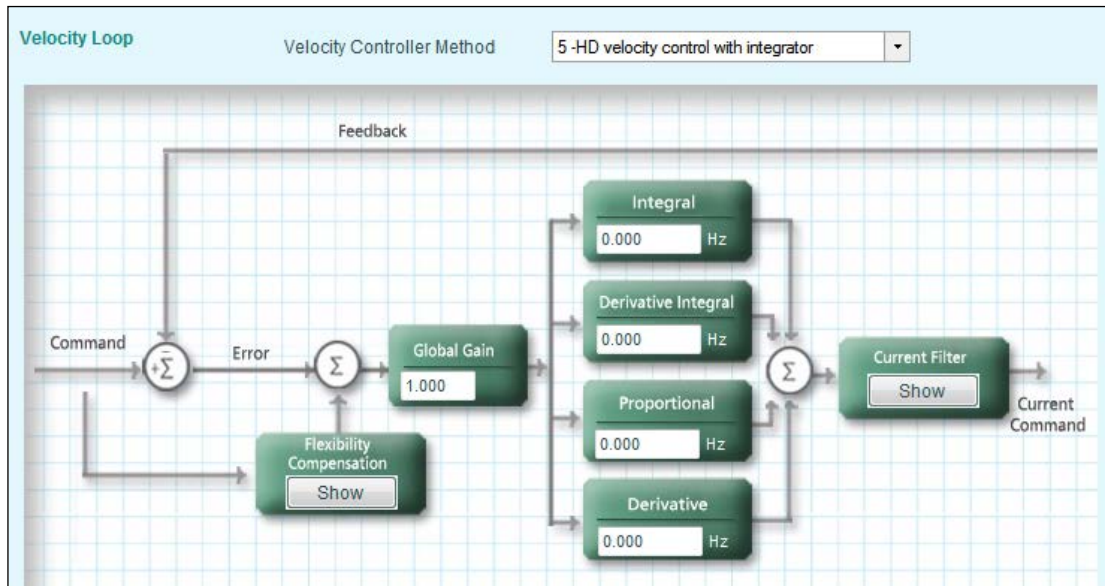 Velocity Loop
Velocity Controller Method
5 -HD velocity control with integrator
Feedback
Integral
0.000 Hz
Derivative Integral
0.000 Hz
Command
+Σ-
Error
Σ
Global Gain
1.000
Proportional
0.000 Hz
Σ
Current Filter
Show
Current
Command
Flexibility
Compensation
Show
Derivative
0.000 Hz